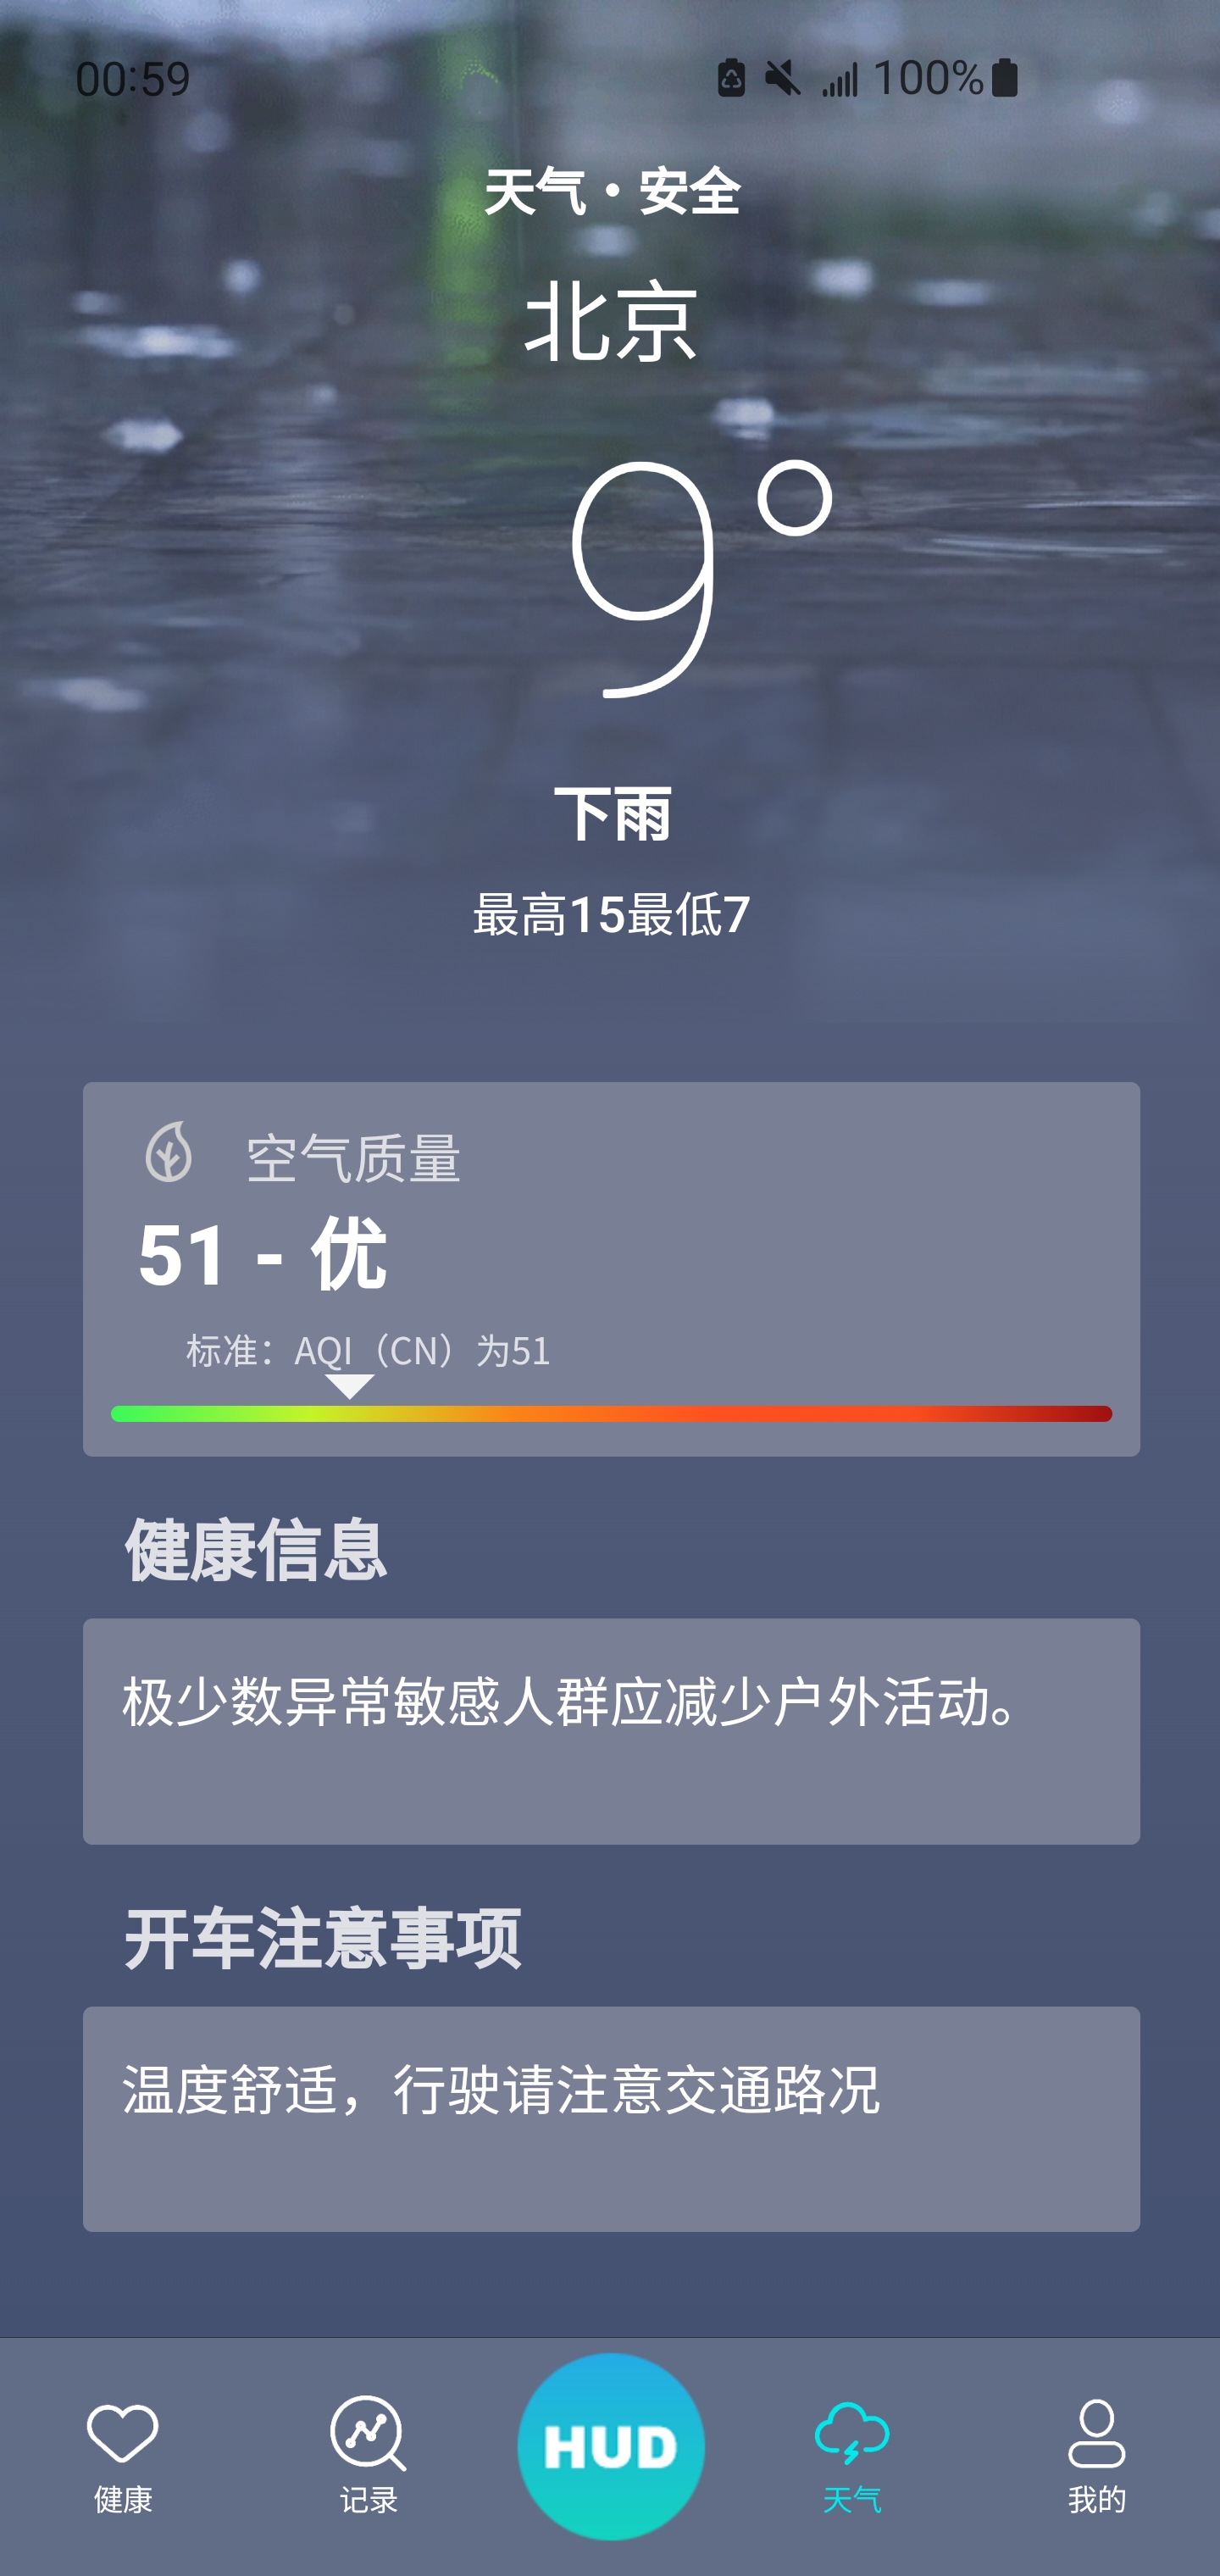 00:59
100%
天气・安全
北京
9°
下雨
最高15最低7
空气质量
51 - 优
标准：AQI（CN）为51
健康信息
极少数异常敏感人群应减少户外活动。
开车注意事项
温度舒适，行驶请注意交通路况
健康
记录
HUD
天气
我的